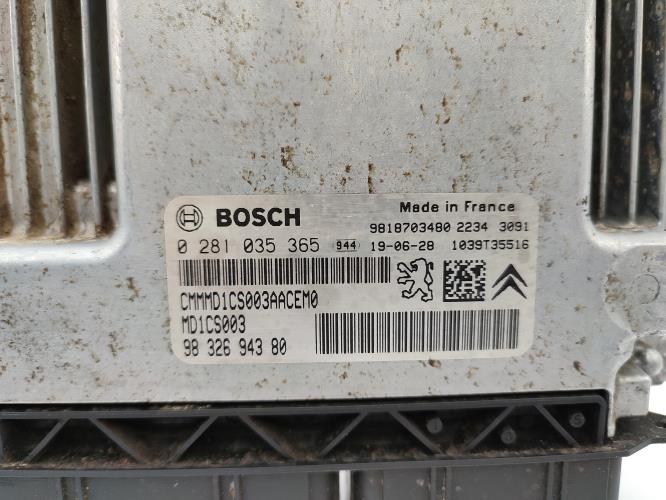 BOSCH
Made in France
9818703480 2234 3091
0 281 035 365 944 19-06-28 1039T35516
CMMMD1CS003AACEM0
MD1CS003
98 326 943 80